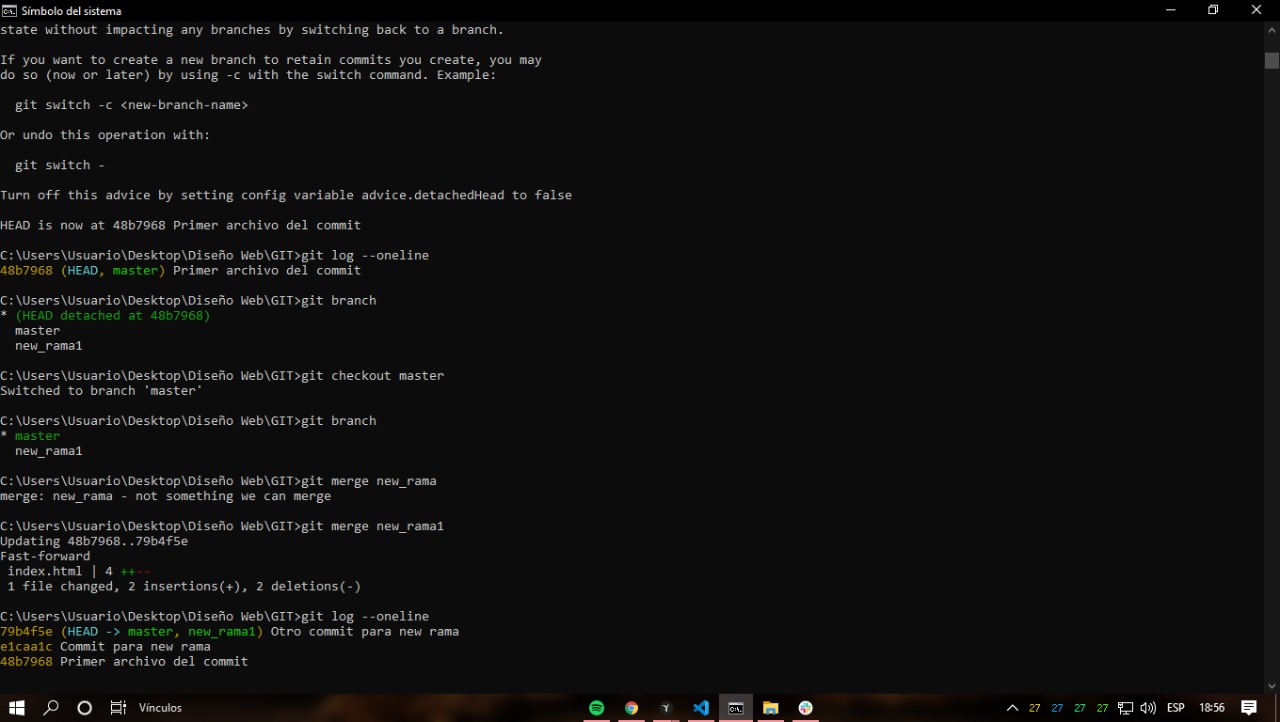 Símbolo del sistema
state without impacting any branches by switching back to a branch.
If you want to create a new branch to retain commits you create, you may
do so (now or later) by using -c with the switch command. Example:
git switch -c <new-branch-name>
Or undo this operation with:
git switch -
Turn off this advice by setting config variable advice.detachedHead to false
HEAD is now at 48b7968 Primer archivo del commit
C:\Users\Usuario\Desktop\Diseño Web\GIT>git log --oneline
48b7968 (HEAD, master) Primer archivo del commit
C:\Users\Usuario\Desktop\Diseño Web\GIT>git branch
* (HEAD detached at 48b7968)
master
new_rama1
C:\Users\Usuario\Desktop\Diseño Web\GIT>git checkout master
Switched to branch 'master'
C:\Users\Usuario\Desktop\Diseño Web\GIT>git branch
* master
new_rama1
C:\Users\Usuario\Desktop\Diseño Web\GIT>git merge new_rama
merge: new_rama - not something we can merge
C:\Users\Usuario\Desktop\Diseño Web\GIT>git merge new_rama1
Updating 48b7968..79b4f5e
Fast-forward
index.html | 4 ++--
1 file changed, 2 insertions(+), 2 deletions(-)
C:\Users\Usuario\Desktop\Diseño Web\GIT>git log --oneline
79b4f5e (HEAD -> master, new_rama1) Otro commit para new rama
e1caa1c Commit para new rama
48b7968 Primer archivo del commit
Vínculos 27 27 27 27 ESP 18:56